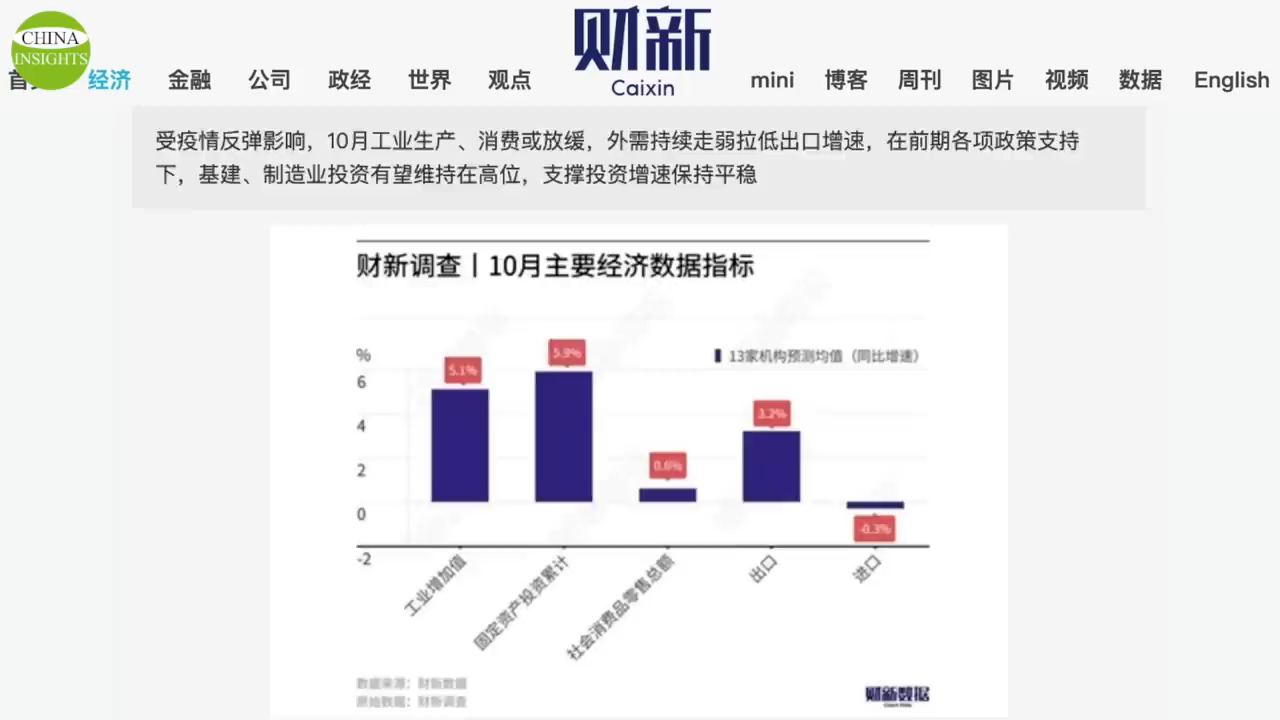 CHINA
INSIGHTS
财新
Caixin
经济 金融 公司 政经 世界 观点 mini 博客 周刊 图片 视频 数据 English
受疫情反弹影响，10月工业生产、消费或放缓，外需持续走弱拉低出口增速，在前期各项政策支持
下，基建、制造业投资有望维持在高位，支撑投资增速保持平稳
财新调查丨10月主要经济数据指标
%
13家机构预测均值（同比增速）
6
4
2
0
-2
5.1%
5.9%
0.6%
3.2%
-0.3%
工业增加值
固定资产投资累计
社会消费品零售总额
出口
进口
数据来源：财新数据
原始数据：财新调查
财新数据